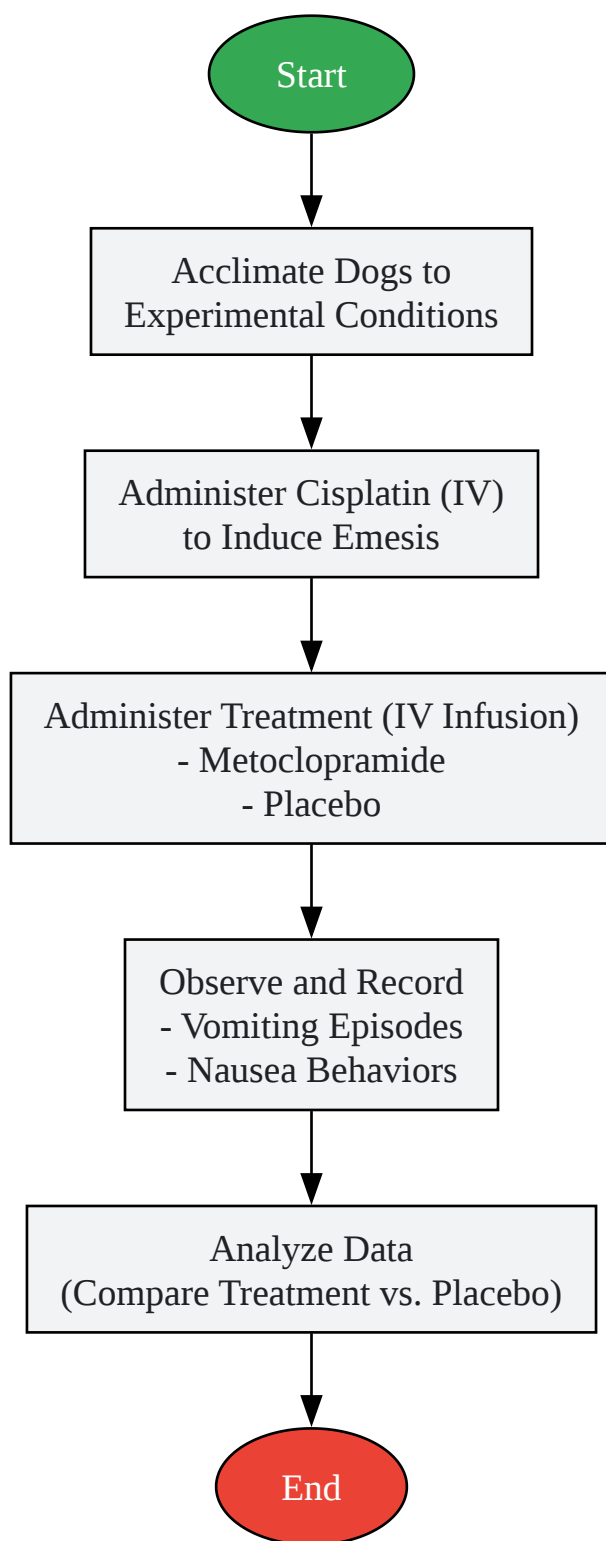 Start
Acclimate Dogs to
Experimental Conditions
Administer Cisplatin (IV)
to Induce Emesis
Administer Treatment (IV Infusion)
- Metoclopramide
- Placebo
Observe and Record
- Vomiting Episodes
- Nausea Behaviors
Analyze Data
(Compare Treatment vs. Placebo)
End